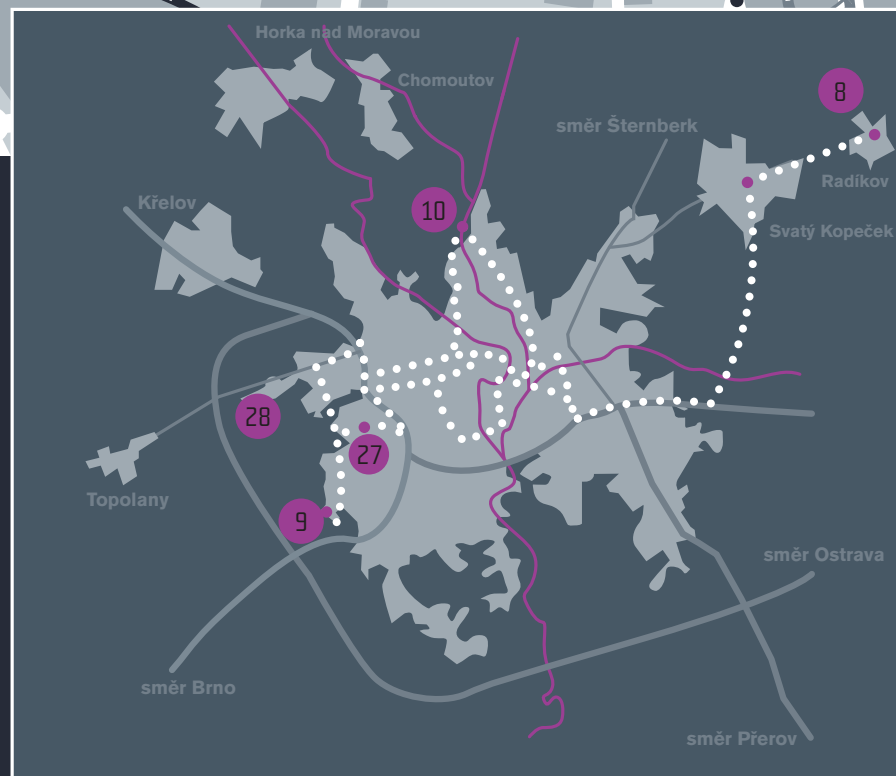 Horka nad Moravou
Chomoutov
8
směr Šternberk
Radíkov
Křelov
10
Svatý Kopeček
28
27
Topolany
9
směr Ostrava
směr Brno
směr Přerov